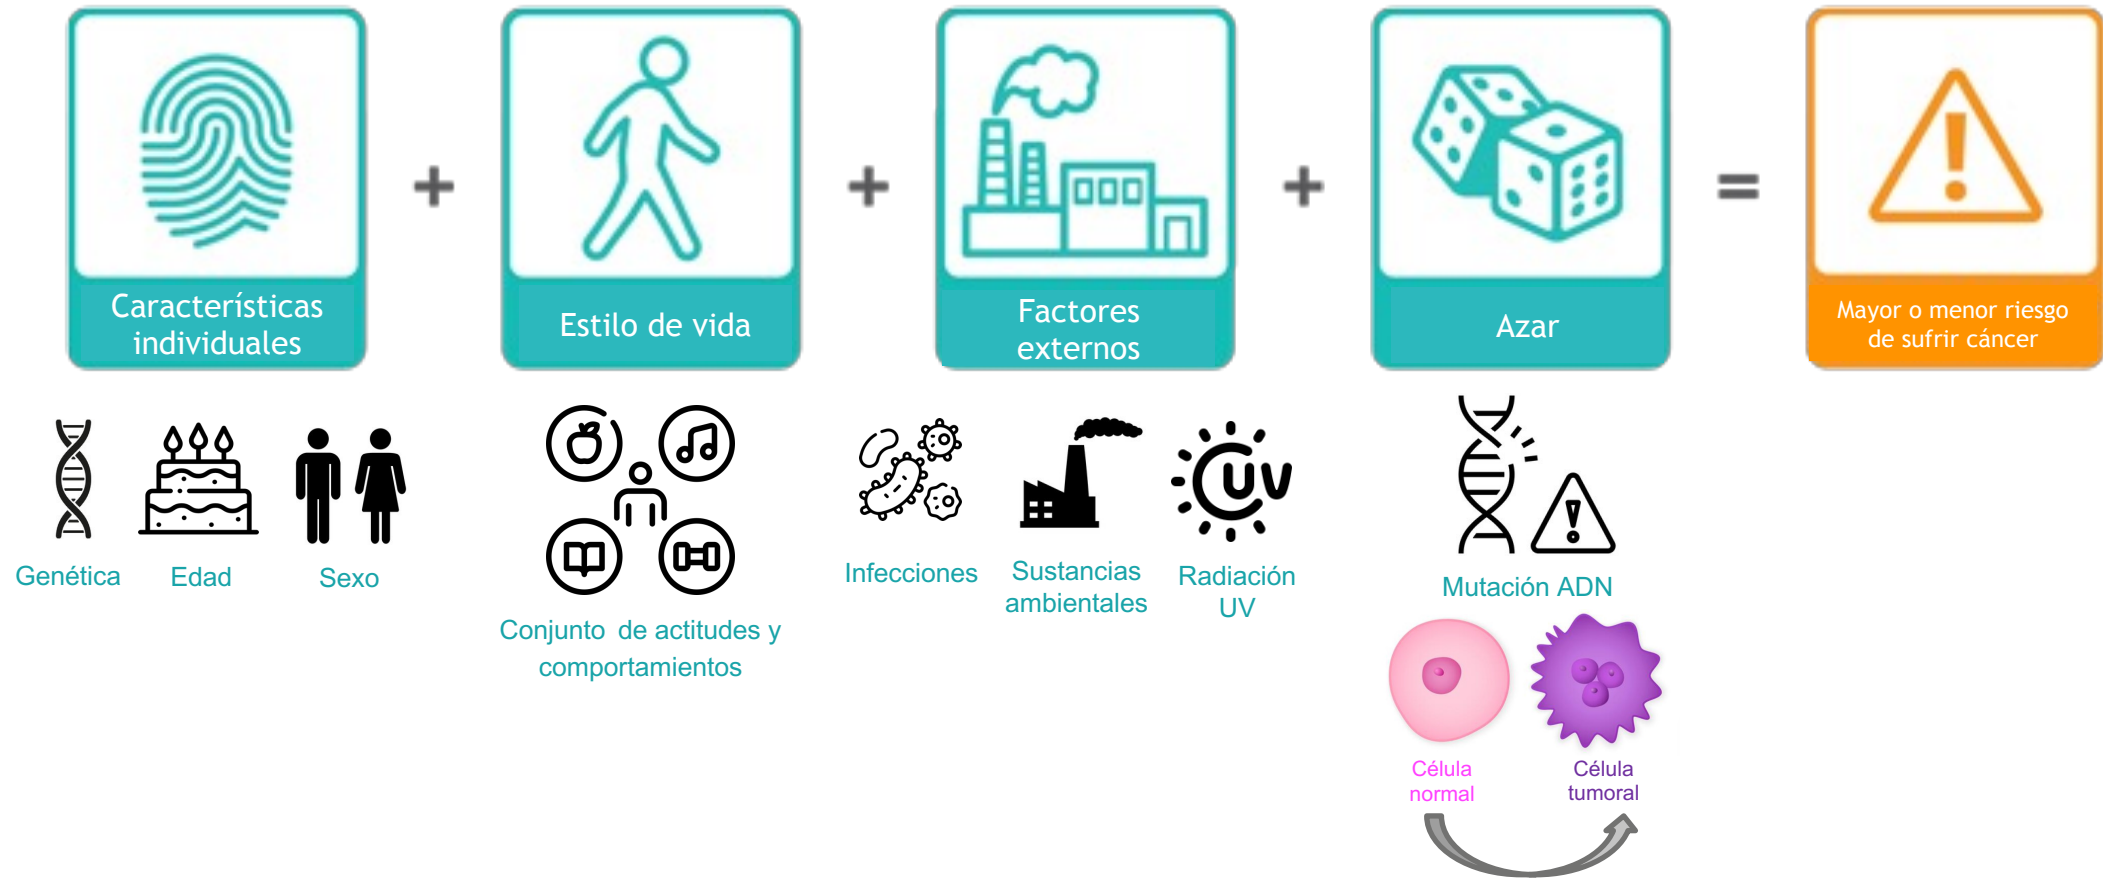 Características
individuales
+
Estilo de vida
+
Factores
externos
+
Azar
=
Mayor o menor riesgo
de sufrir cáncer
Genética
Edad
Sexo
Conjunto de actitudes y
comportamientos
Infecciones
Sustancias
ambientales
UV
Radiación
UV
Mutación ADN
Célula
normal
Célula
tumoral